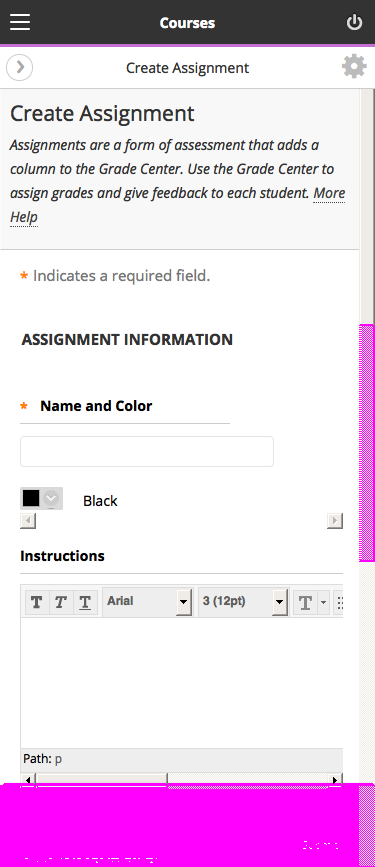 Courses
Create Assignment
Create Assignment
Assignments are a form of assessment that adds a
column to the Grade Center. Use the Grade Center to
assign grades and give feedback to each student. More
Help
* Indicates a required field.
ASSIGNMENT INFORMATION
* Name and Color
Black
Instructions
T T T Arial 3 (12pt) T
Path: p